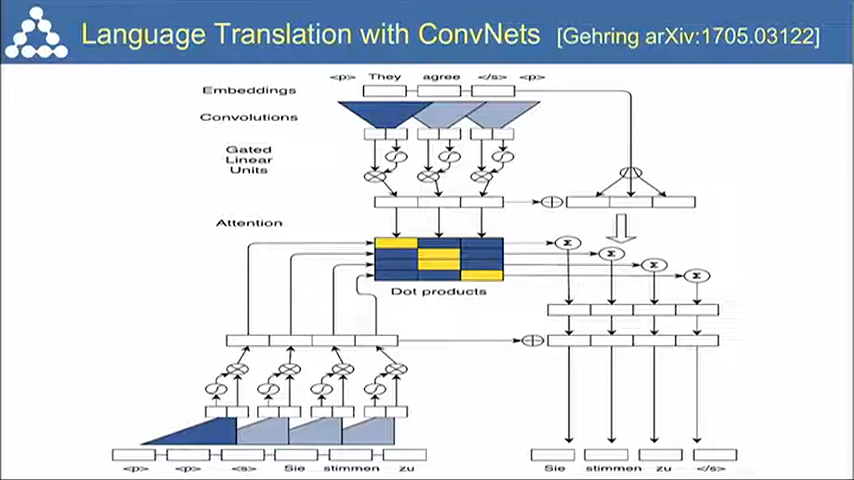 Language Translation with ConvNets [Gehring arXiv:1705.03122]
<p> They agree </s> <p>
Embeddings
Convolutions
Gated
Linear
Units
Attention
Σ
Σ
Σ
Σ
Dot products
<p> <p> <s> Sie stimmen zu
Sie stimmen zu </s>